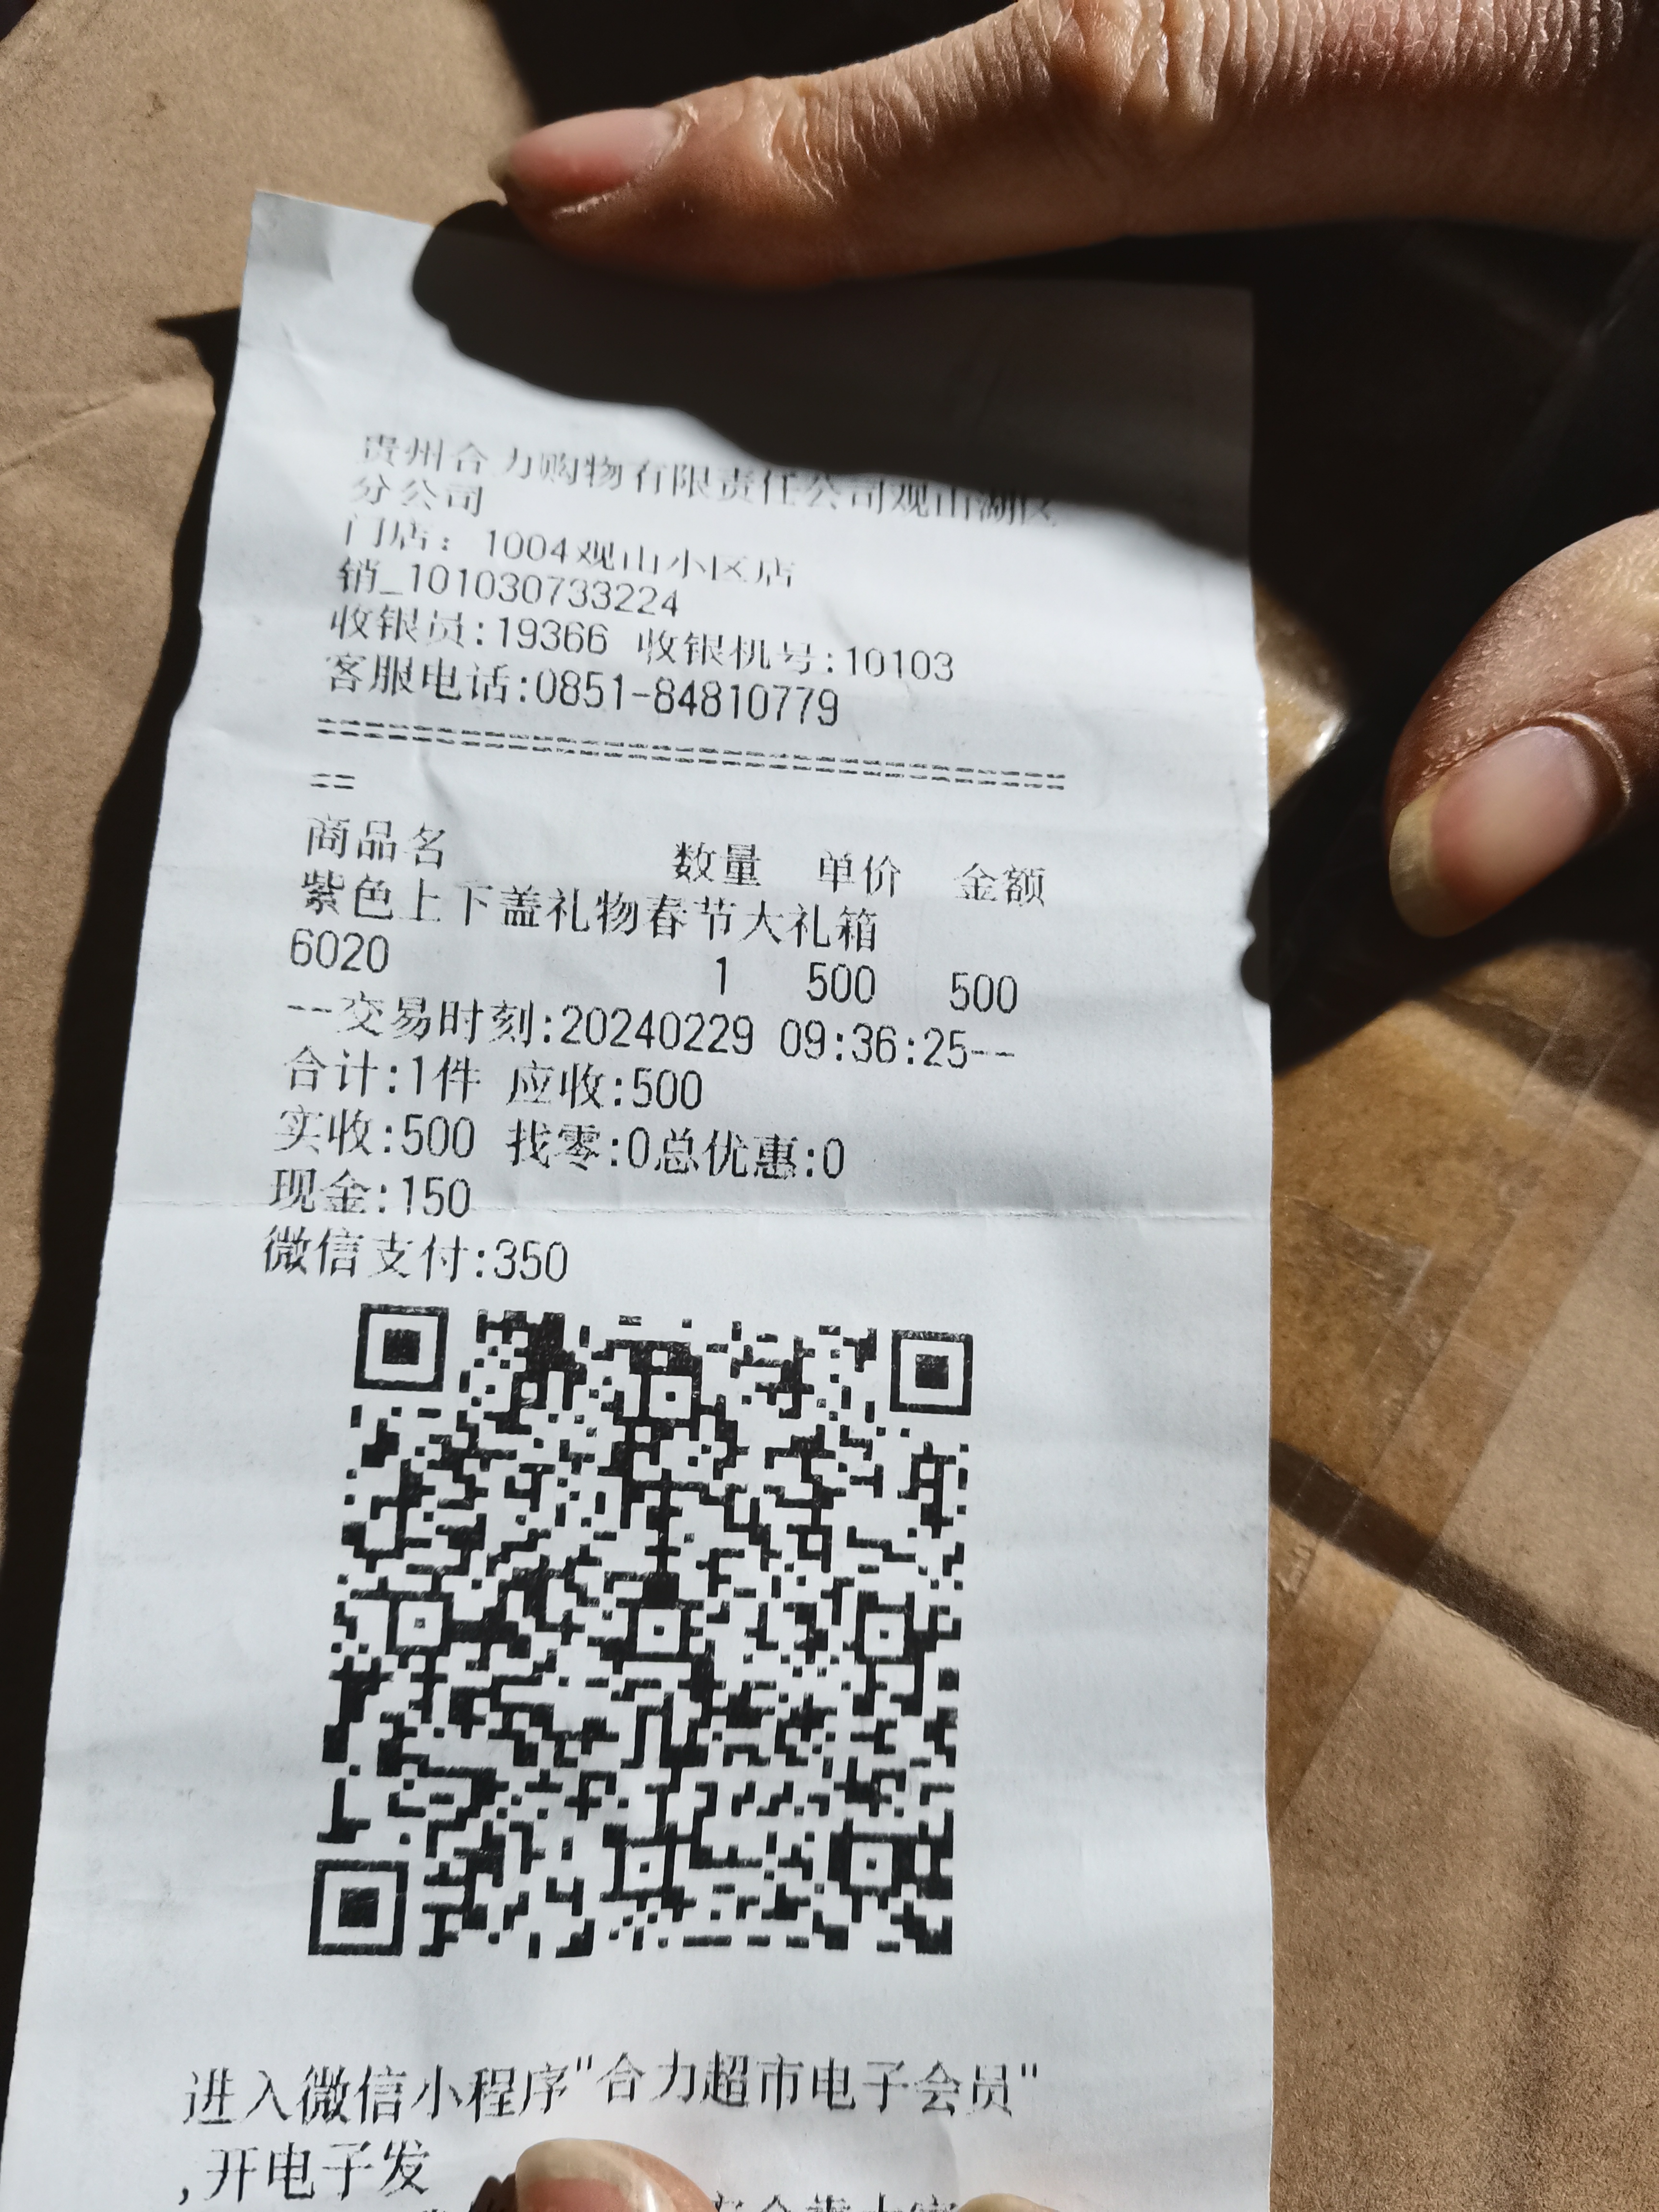 贵州合力购物有限责任公司观山湖区
分公司
门店：1004观山小区店
销_101030733224
收银员:19366 收银机号:10103
客服电话:0851-84810779
==
商品名 数量 单价 金额
紫色上下盖礼物春节大礼箱
6020 1 500 500
--交易时刻:20240229 09:36:25--
合计:1件 应收:500
实收:500 找零:0总优惠:0
现金:150
微信支付:350
进入微信小程序"合力超市电子会员"
,开电子发